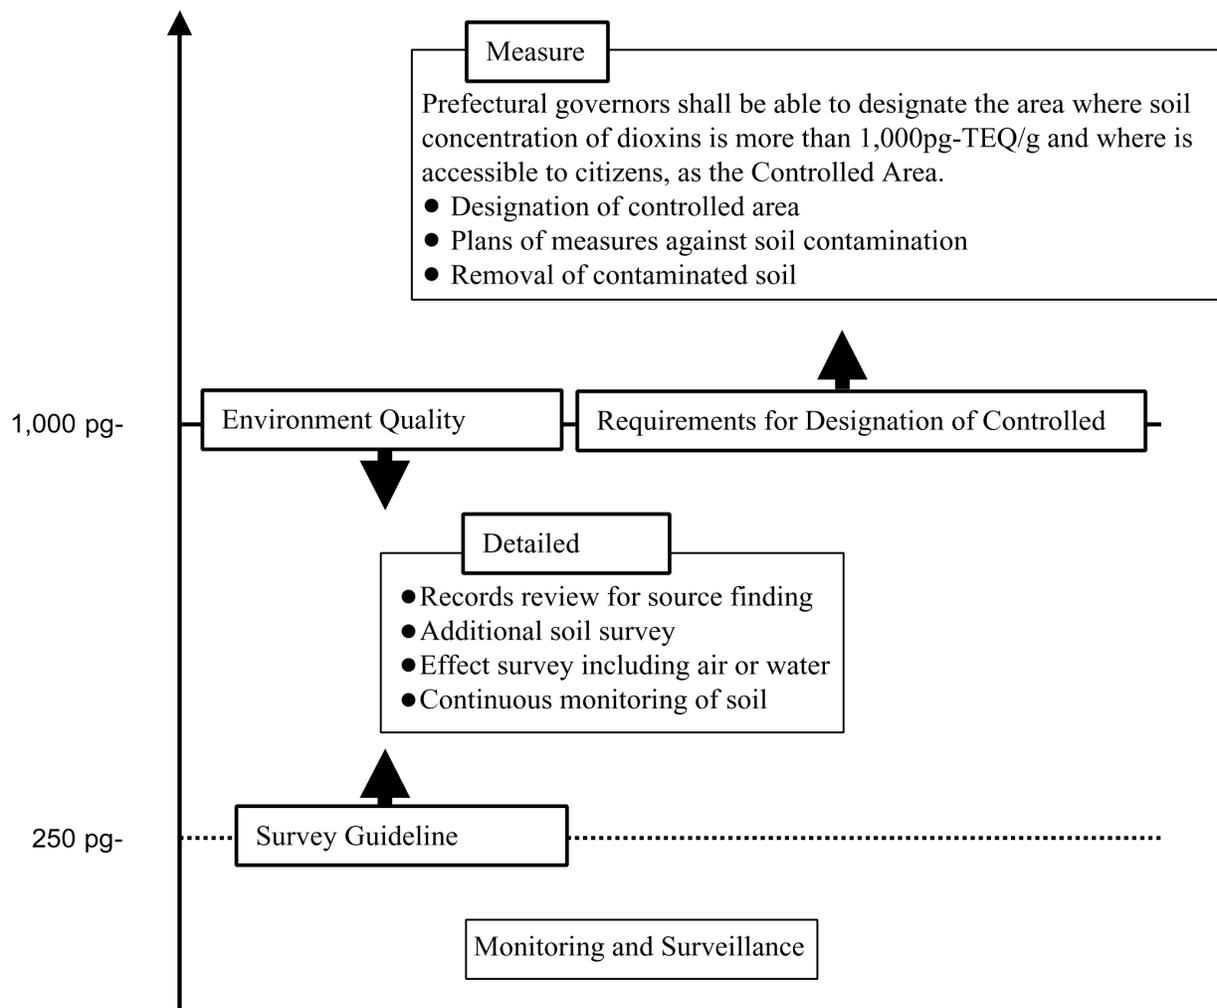 Measure
Prefectural governors shall be able to designate the area where soil
concentration of dioxins is more than 1,000pg-TEQ/g and where is
accessible to citizens, as the Controlled Area.
● Designation of controlled area
● Plans of measures against soil contamination
● Removal of contaminated soil
1,000 pg-
Environment Quality
Requirements for Designation of Controlled
Detailed
●Records review for source finding
●Additional soil survey
●Effect survey including air or water
●Continuous monitoring of soil
250 pg-
Survey Guideline
Monitoring and Surveillance